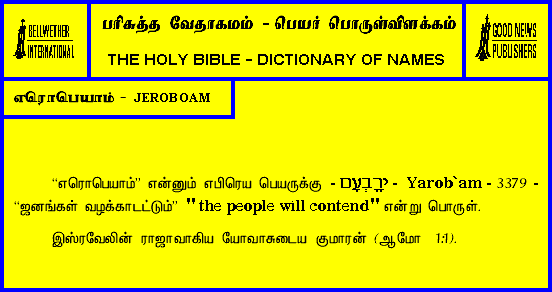 BELLWETHER
INTERNATIONAL
பரிசுத்த வேதாகமம் - பெயர் பொருள்விளக்கம்
THE HOLY BIBLE - DICTIONARY OF NAMES
GOOD NEWS
PUBLISHERS
எரொபெயாம் - JEROBOAM
“எரொபெயாம்” என்னும் எபிரெய பெயருக்கு - יָרָבְעָם - Yarob`am - 3379 -
“ஜனங்கள் வழக்காடட்டும்” "the people will contend" என்று பொருள்.
இஸ்ரவேலின் ராஜாவாகிய யோவாசுடைய குமாரன் (ஆமோ 1:1).